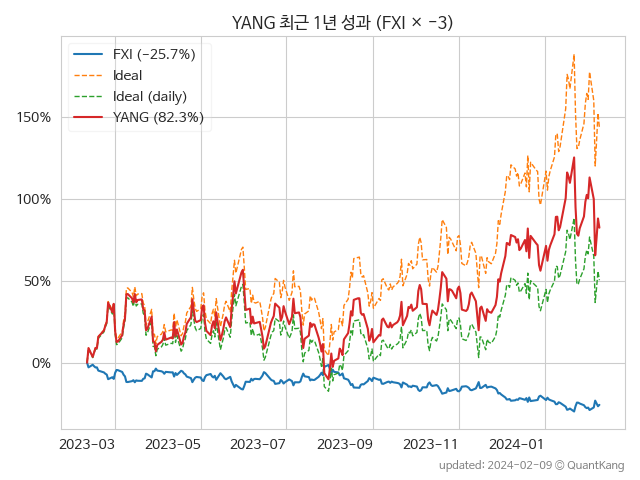 YANG 최근 1년 성과 (FXI × −3)
FXI (−25.7%)
Ideal
Ideal (daily)
YANG (82.3%)
150%
100%
50%
0%
2023-03 2023-05 2023-07 2023-09 2023-11 2024-01
updated: 2024-02-09 © QuantKang